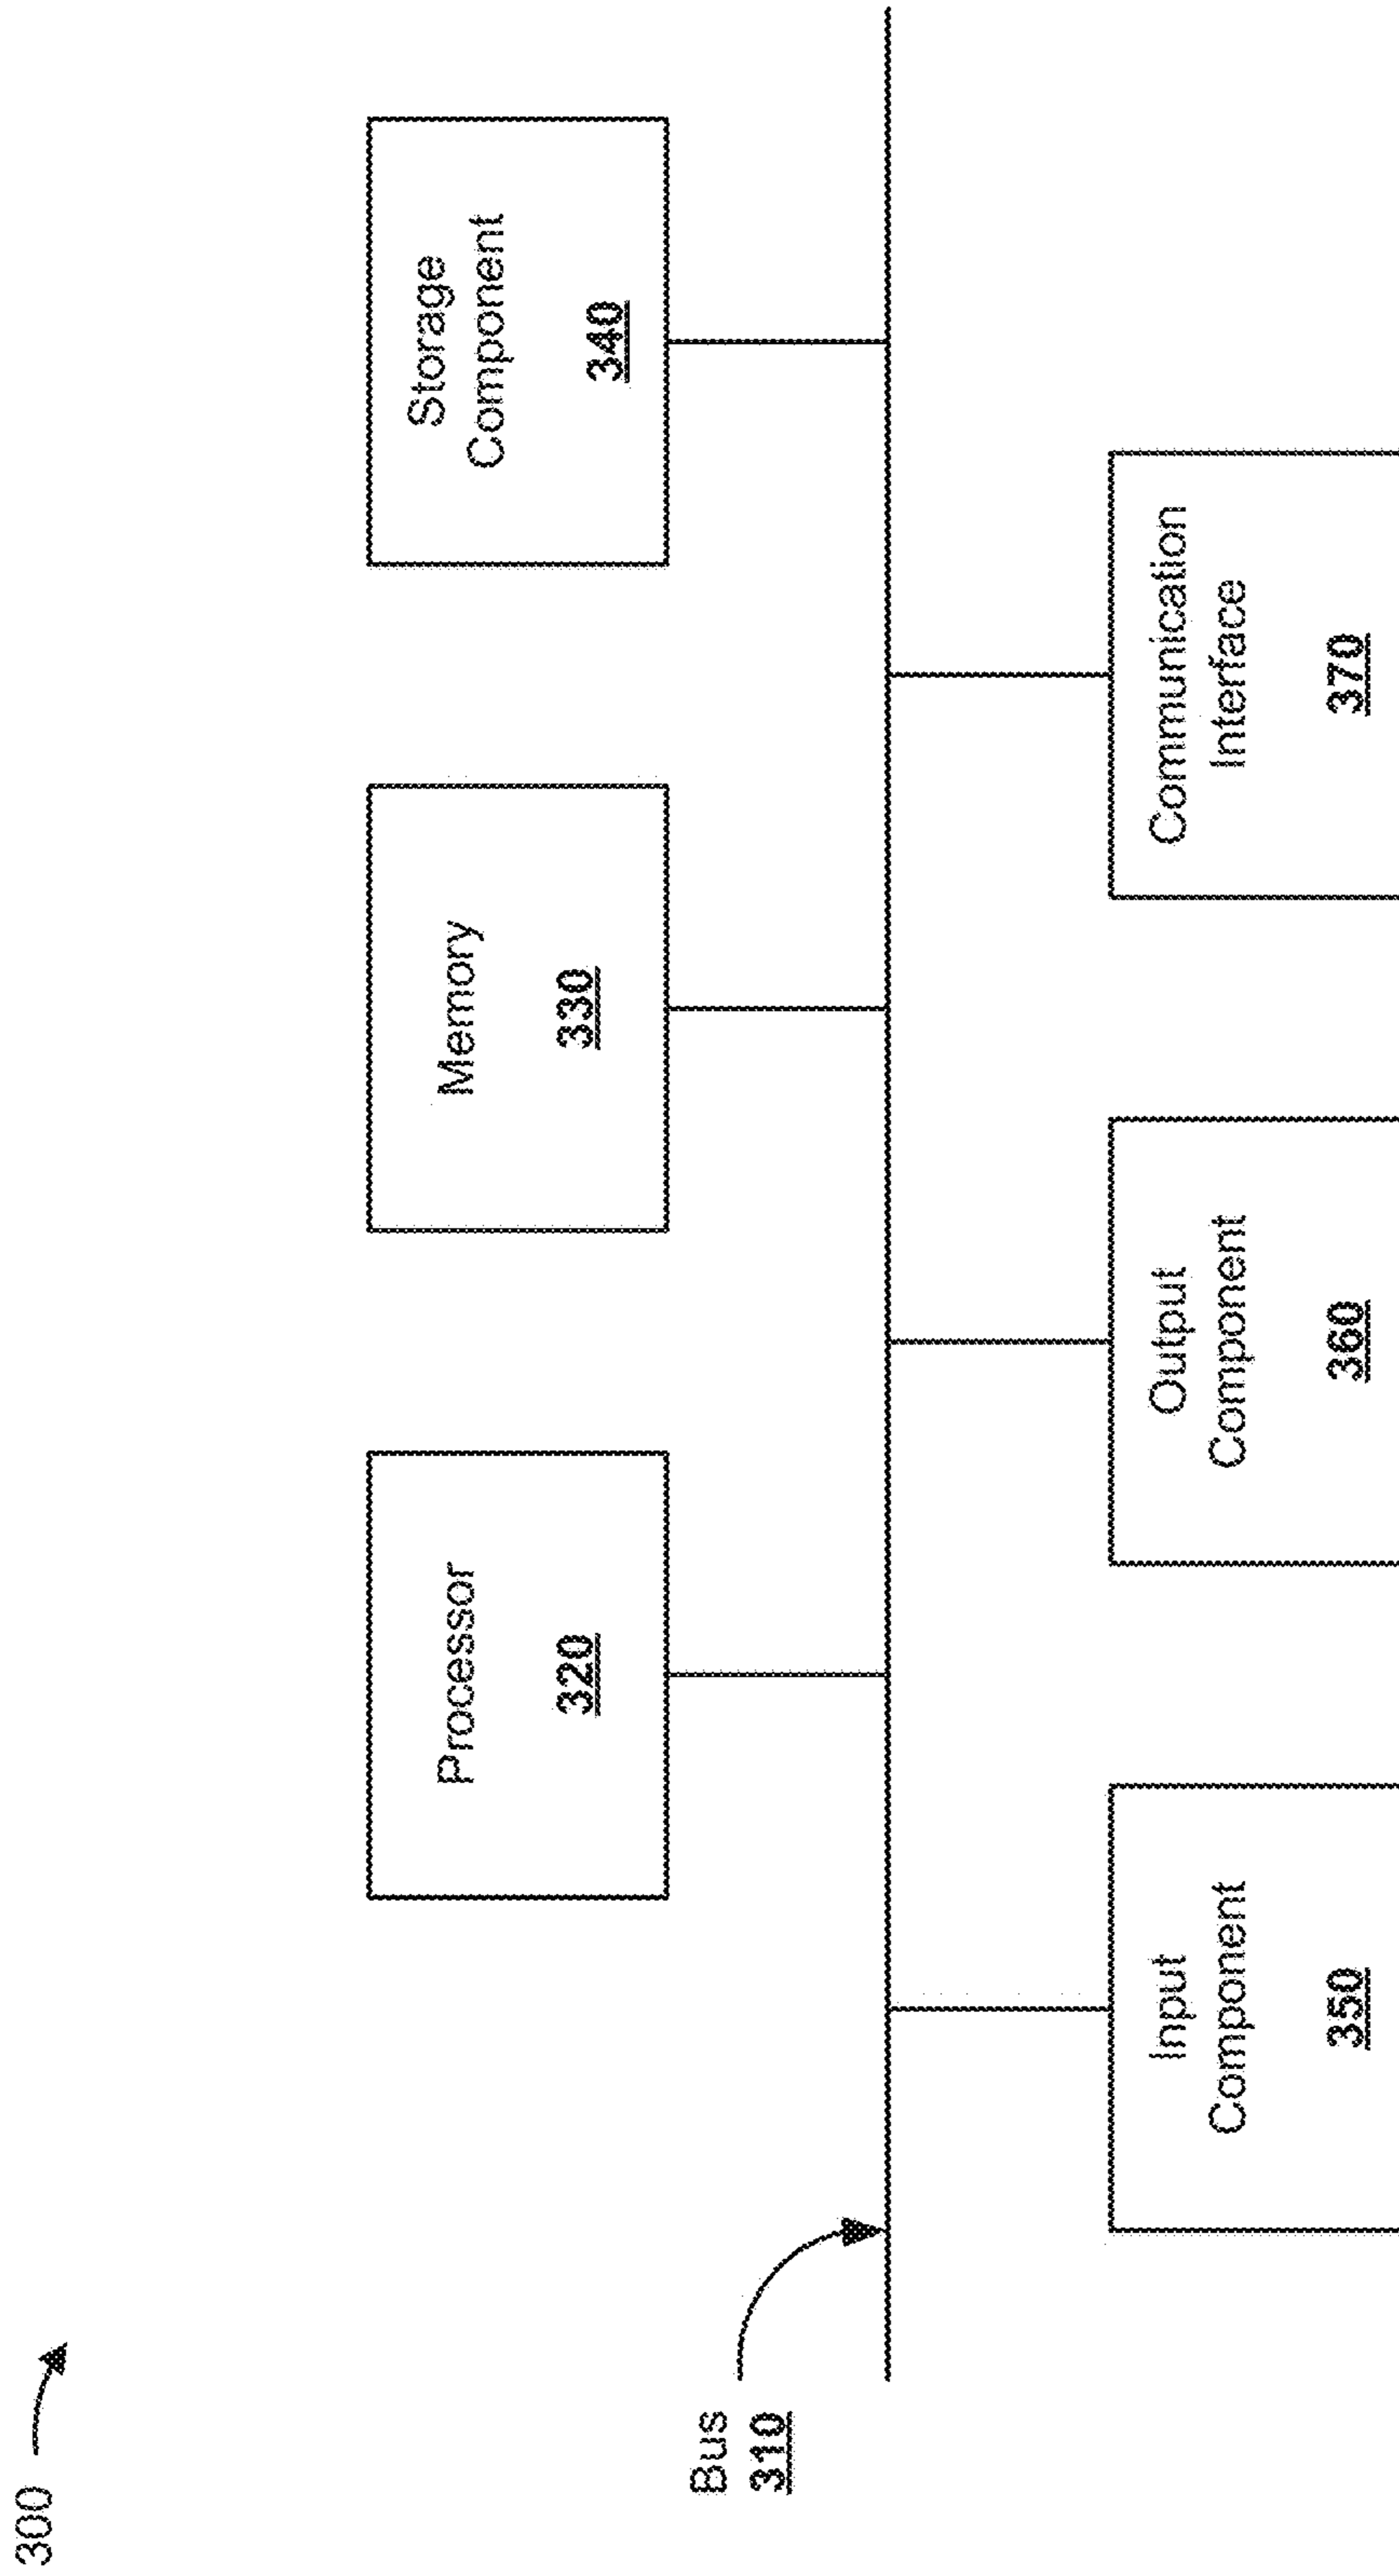 300
Processor
320
Memory
330
Storage
Component
340
Bus
310
Input
Component
350
Output
Component
360
Communication
Interface
370